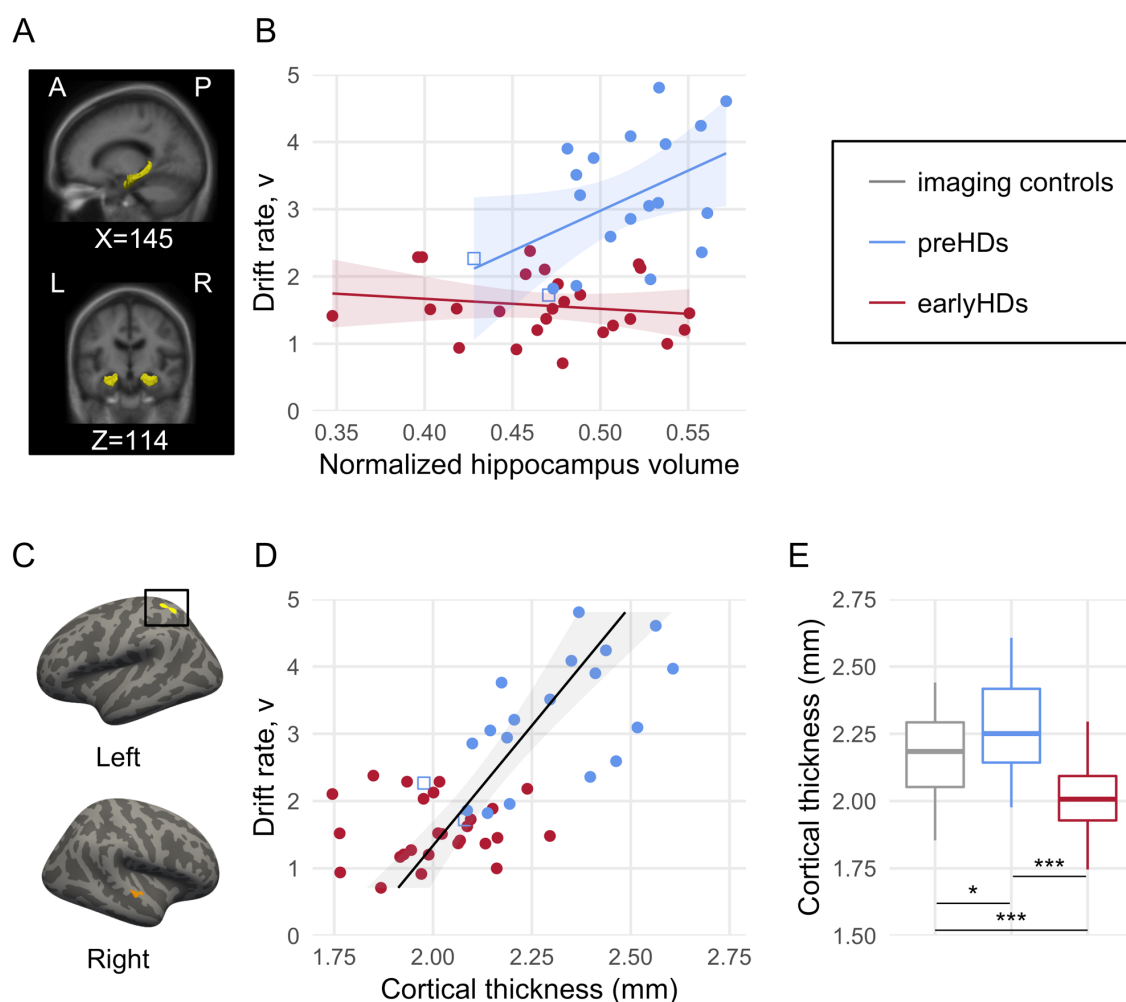 A
A P
X=145
L R
Z=114
B
Drift rate, v
5
4
3
2
1
0
0.35 0.40 0.45 0.50 0.55
Normalized hippocampus volume
imaging controls
preHDs
earlyHDs
C
Left
Right
D
Drift rate, v
5
4
3
2
1
0
1.75 2.00 2.25 2.50 2.75
Cortical thickness (mm)
E
Cortical thickness (mm)
2.75
2.50
2.25
2.00
1.75
1.50
***
*
***